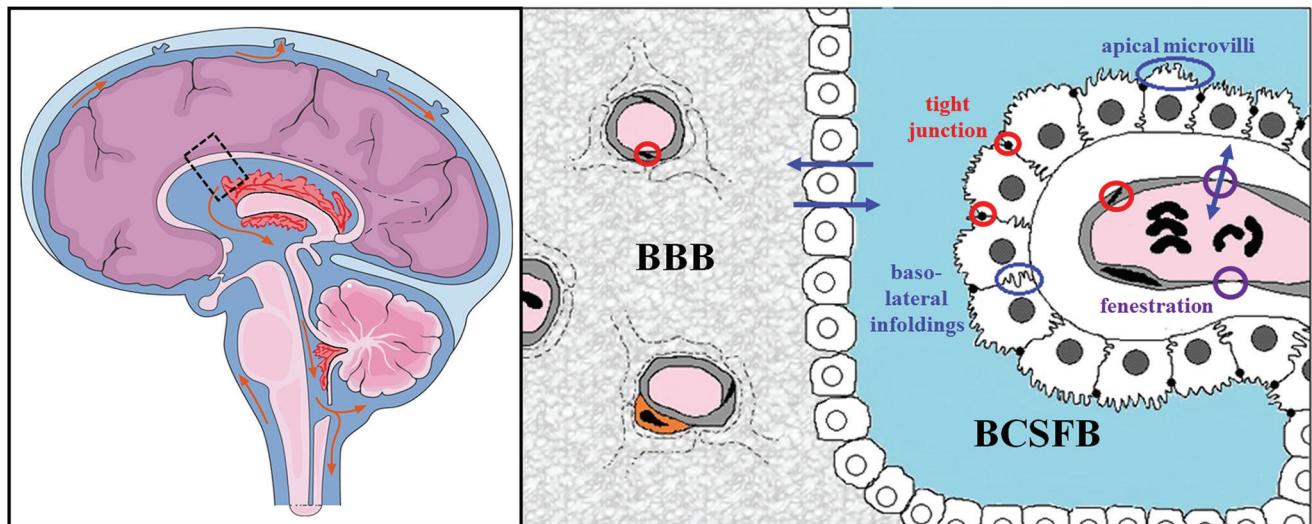 apical microvilli
tight
junction
BBB
baso-
lateral
infoldings
fenestration
BCSFB